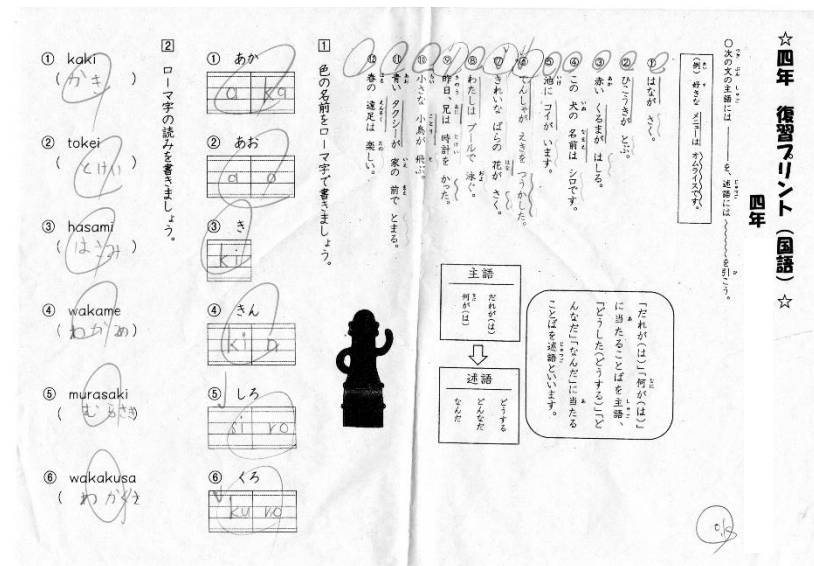 ☆四年 復習プリント（国語）☆
四年
○次の文の主語には――――を、述語には〰〰〰を引こう。
（例）好きな メニューは オムライスです。
① はなが さく。
② ひこうきが とぶ。
③ 赤い くるまが はしる。
④ この 犬の 名前は シロです。
⑤ 池に コイが います。
⑥ でんしゃが えきを つうかした。
⑦ きれいな ばらの 花が さく。
⑧ わたしは プールで 泳ぐ。
⑨ 昨日 兄は 時計を かった。
⑩ 小さな 小鳥が 飛ぶ。
⑪ 青い タクシーが 家の 前で とまる。
⑫ 春の 遠足は 楽しい。
「だれが（は）」「何が（は）」
に当たることばを主語、
「どうした（どうする）」「ど
んなだ」「なんだ」に当たる
ことばを述語といいます。
主語
だれが（は）
何が（は）
述語
どうする
どんなだ
なんだ
1 色の名前をローマ字で書きましょう。
① あか
a ka
② あお
a o
③ き
ki
④ きん
ki n
⑤ しろ
si ro
⑥ くろ
ku ro
2 ローマ字の読みを書きましょう。
① kaki
（かき）
② tokei
（とけい）
③ hasami
（はさみ）
④ wakame
（わかめ）
⑤ murasaki
（むらさき）
⑥ wakakusa